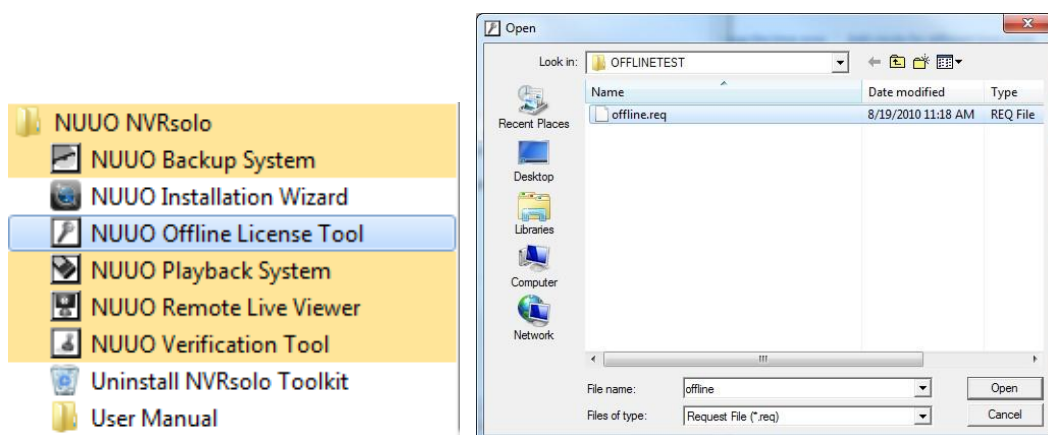 NUUO NVRsolo
NUUO Backup System
NUUO Installation Wizard
NUUO Offline License Tool
NUUO Playback System
NUUO Remote Live Viewer
NUUO Verification Tool
Uninstall NVRsolo Toolkit
User Manual
Open
Look in: OFFLINETEST
Name Date modified Type
offline.req 8/19/2010 11:18 AM REQ File
Recent Places
Desktop
Libraries
Computer
Network
File name: offline Open
Files of type: Request File (*.req) Cancel